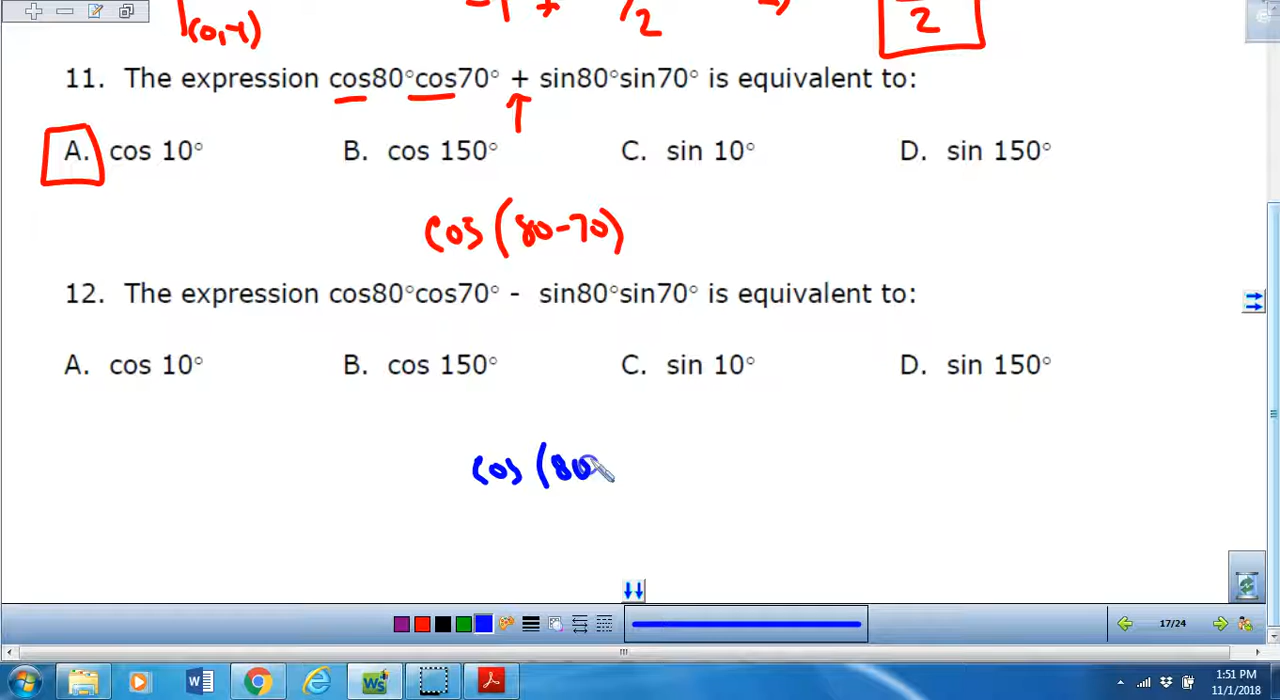 (0,-1)
2
2
11. The expression cos80°cos70° + sin80°sin70° is equivalent to:
A. cos 10° B. cos 150° C. sin 10° D. sin 150°
cos (80-70)
12. The expression cos80°cos70° - sin80°sin70° is equivalent to:
A. cos 10° B. cos 150° C. sin 10° D. sin 150°
cos (80
17/24
1:51 PM
11/1/2018